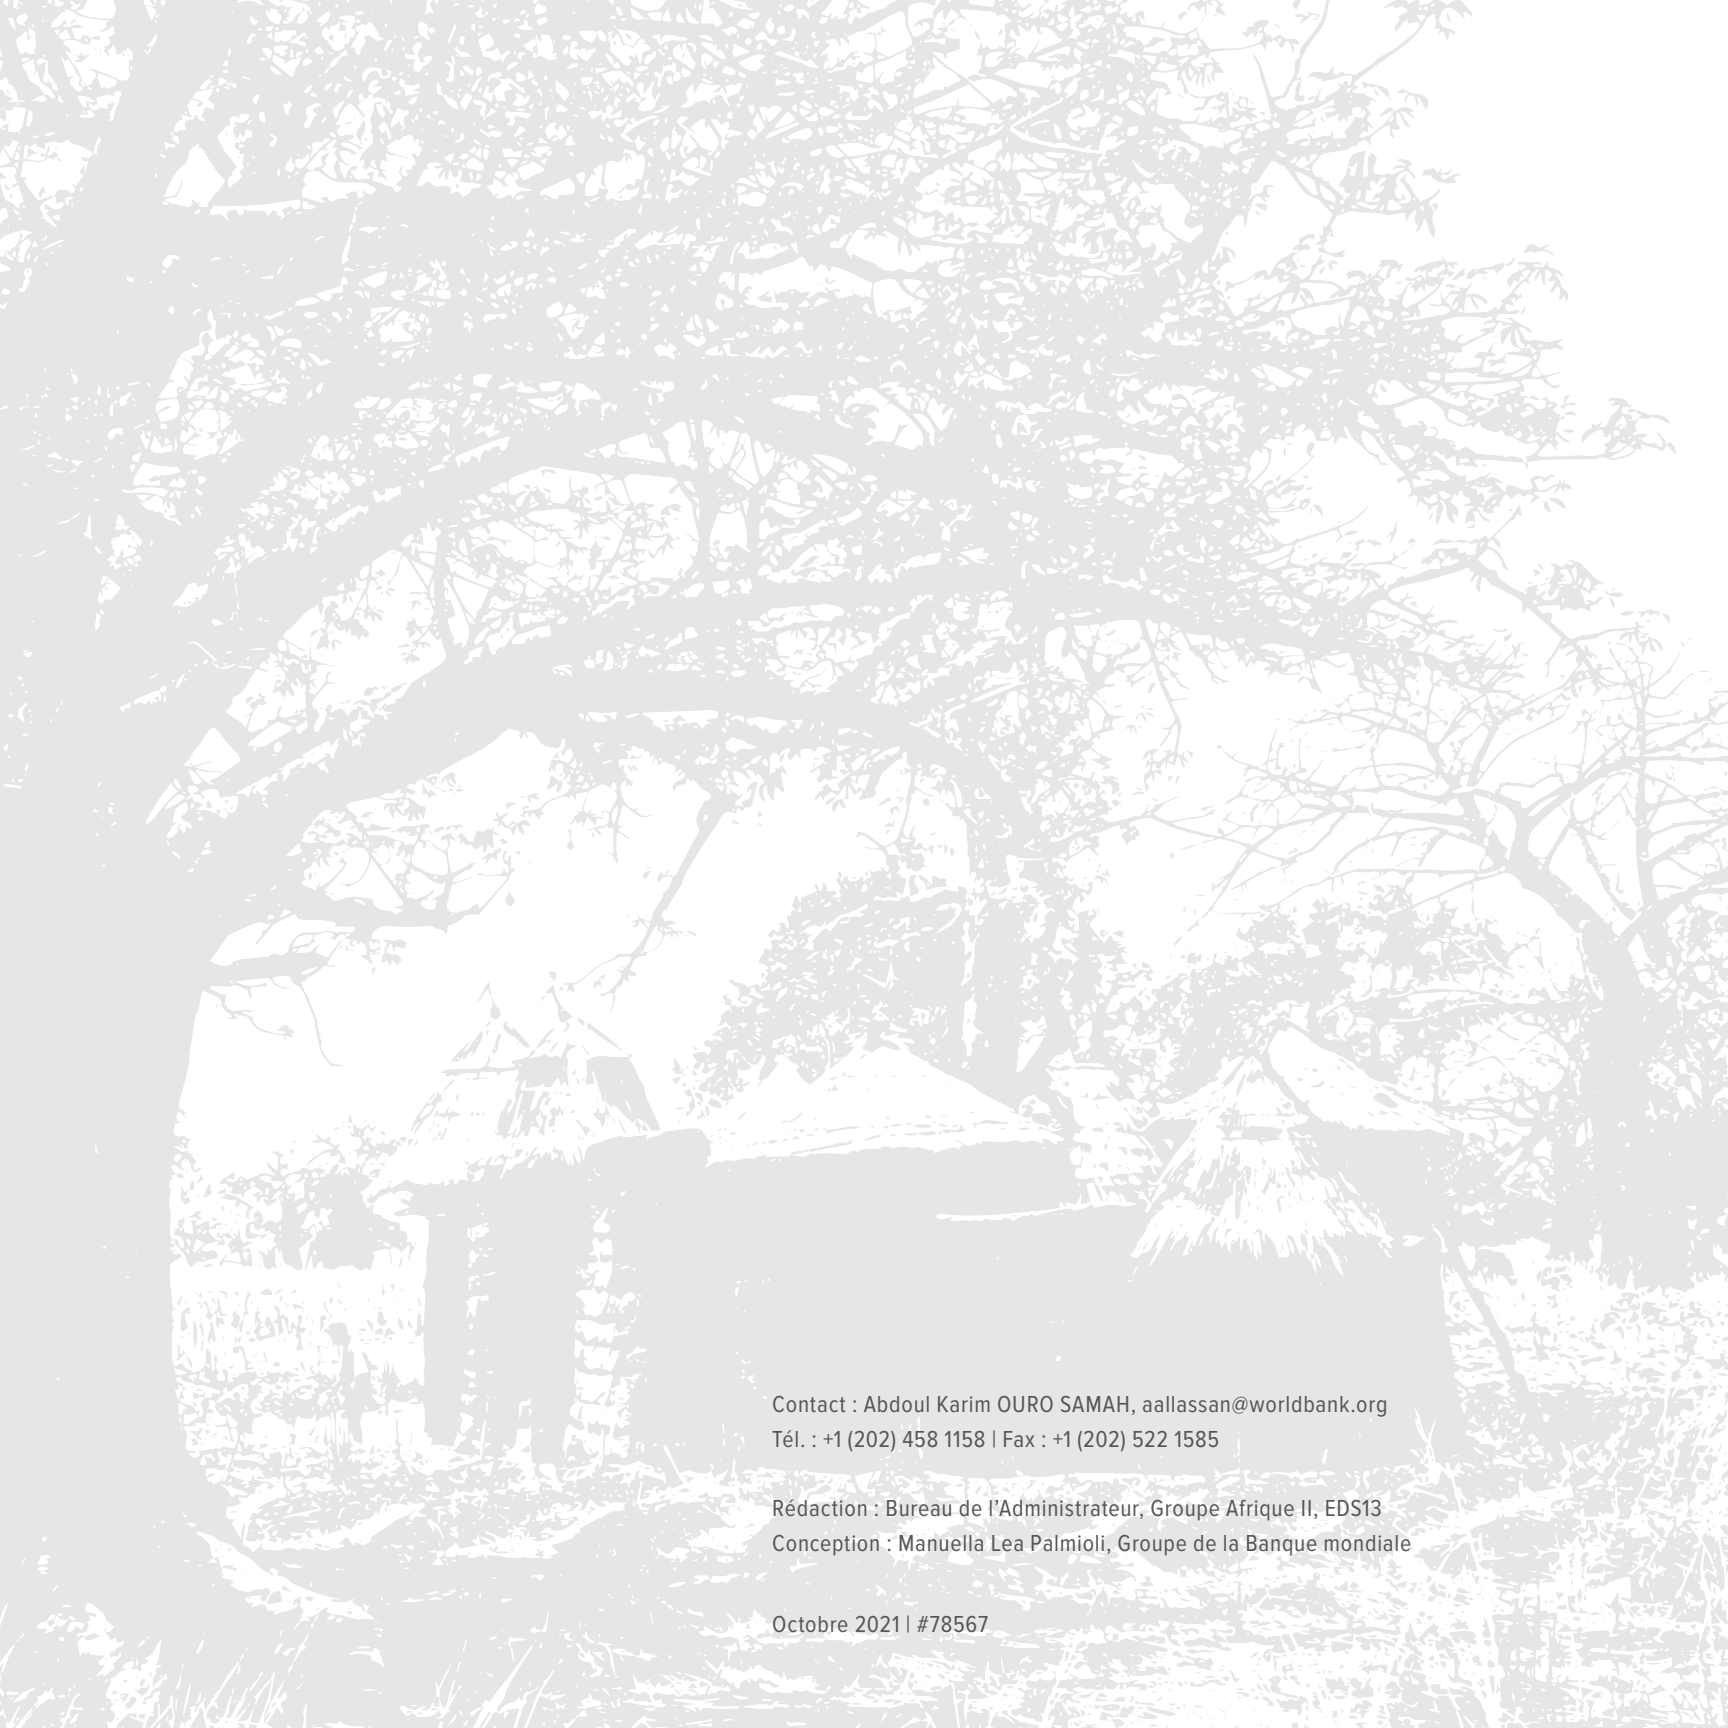 Contact : Abdoul Karim OURO SAMAH, aallassan@worldbank.org
Tél. : +1 (202) 458 1158 | Fax : +1 (202) 522 1585
Rédaction : Bureau de l’Administrateur, Groupe Afrique II, EDS13
Conception : Manuella Lea Palmioli, Groupe de la Banque mondiale
Octobre 2021 | #78567